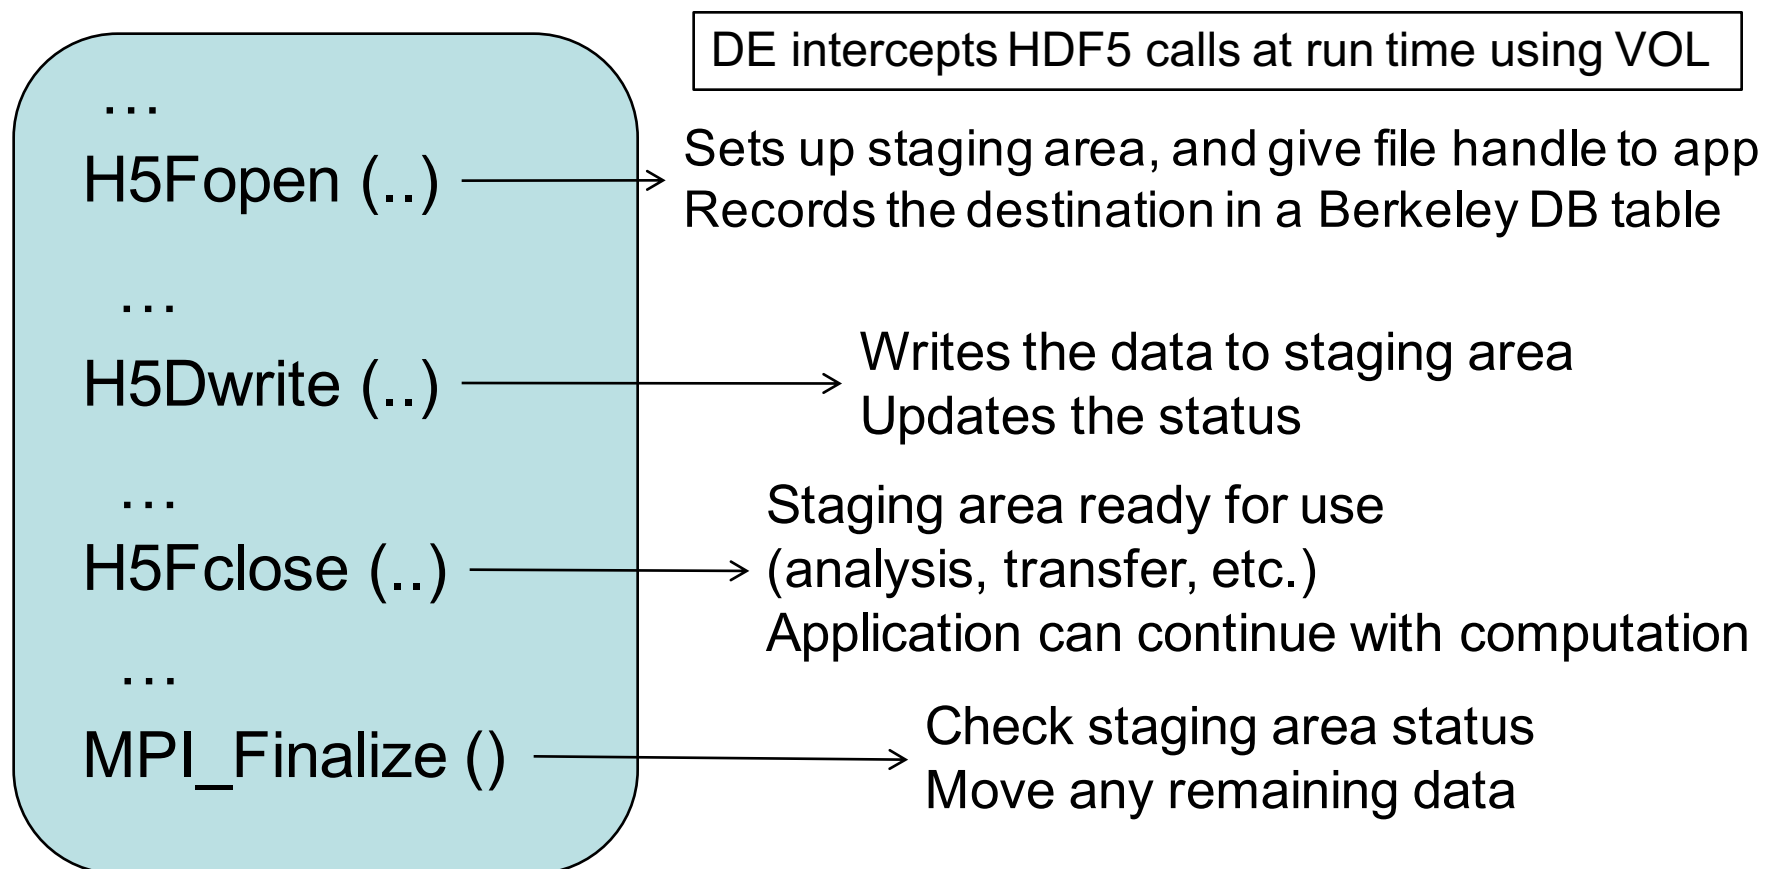 DE intercepts HDF5 calls at run time using VOL
…
H5Fopen (..)
Sets up staging area, and give file handle to app
Records the destination in a Berkeley DB table
…
H5Dwrite (..)
Writes the data to staging area
Updates the status
…
H5Fclose (..)
Staging area ready for use
(analysis, transfer, etc.)
Application can continue with computation
…
MPI_Finalize ()
Check staging area status
Move any remaining data